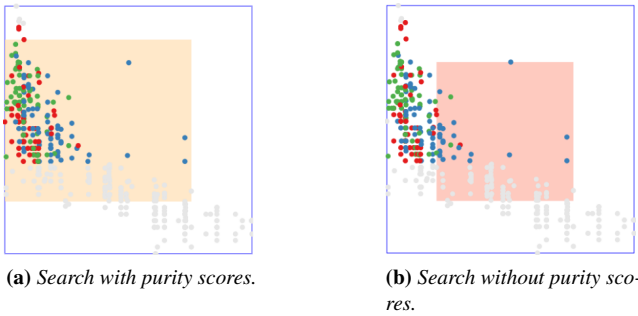 (a) Search with purity scores.
(b) Search without purity sco-
res.